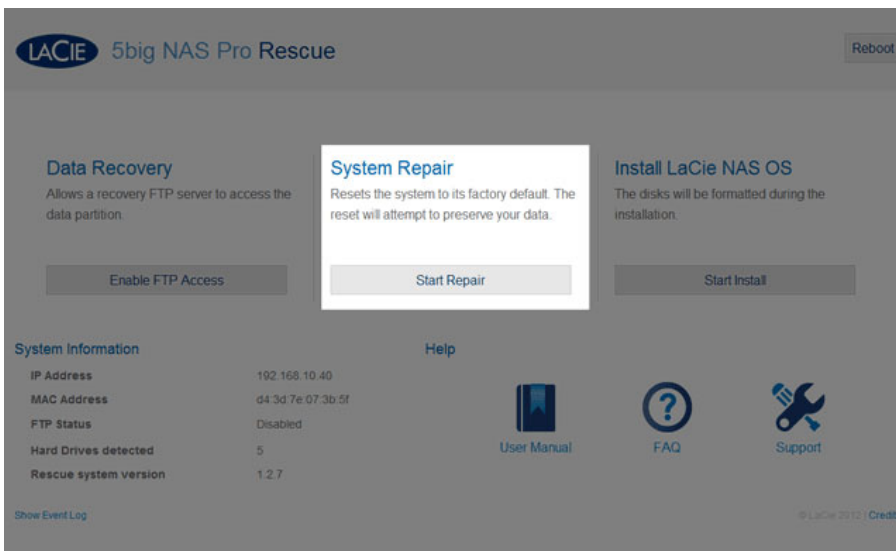 LACIE 5big NAS Pro Rescue
Reboot
Data Recovery
Allows a recovery FTP server to access the
data partition.
Enable FTP Access
System Repair
Resets the system to its factory default. The
reset will attempt to preserve your data.
Start Repair
Install LaCie NAS OS
The disks will be formatted during the
installation.
Start Install
System Information
IP Address 192.168.10.40
MAC Address d4:3d:7e:07:3b:5f
FTP Status Disabled
Hard Drives detected 5
Rescue system version 1.2.7
Help
User Manual
FAQ
Support
Show Event Log
© LaCie 2012 | Credit